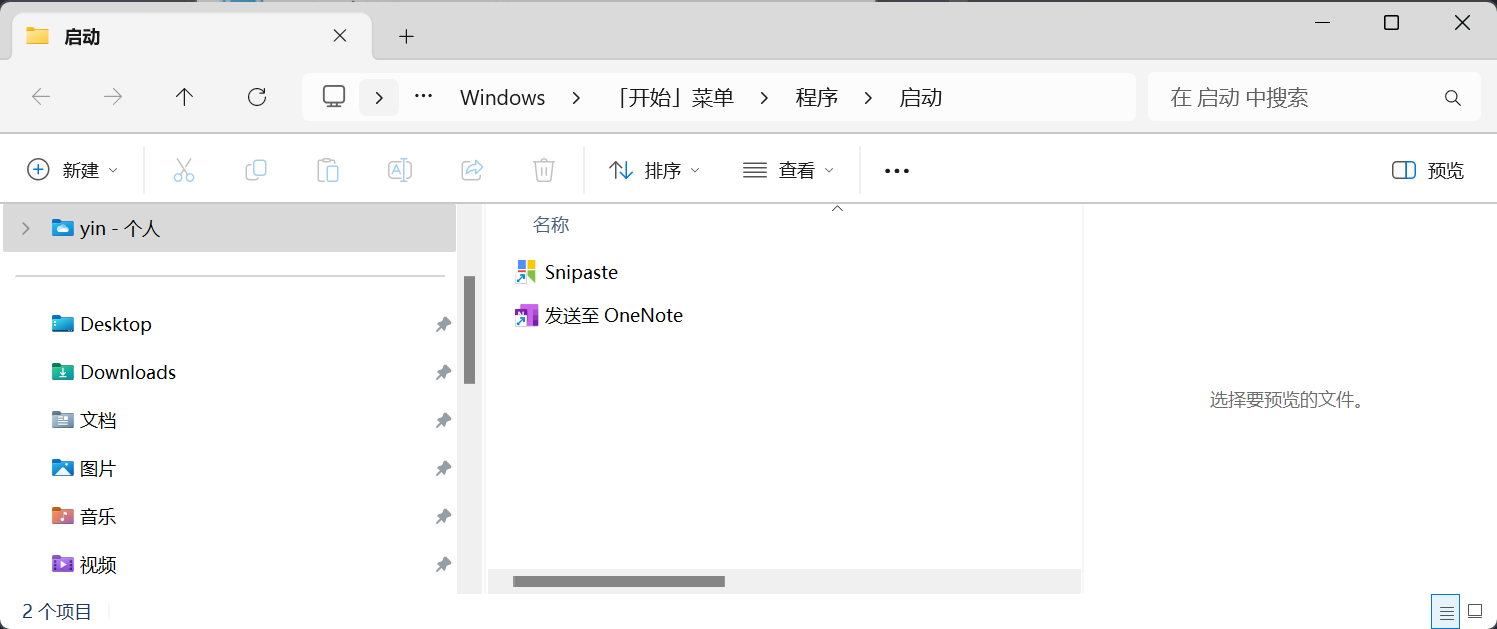 启动
Windows 「开始」菜单 程序 启动
在 启动 中搜索
新建 排序 查看 预览
yin - 个人
Desktop
Downloads
文档
图片
音乐
视频
名称
Snipaste
发送至 OneNote
选择要预览的文件。
2 个项目